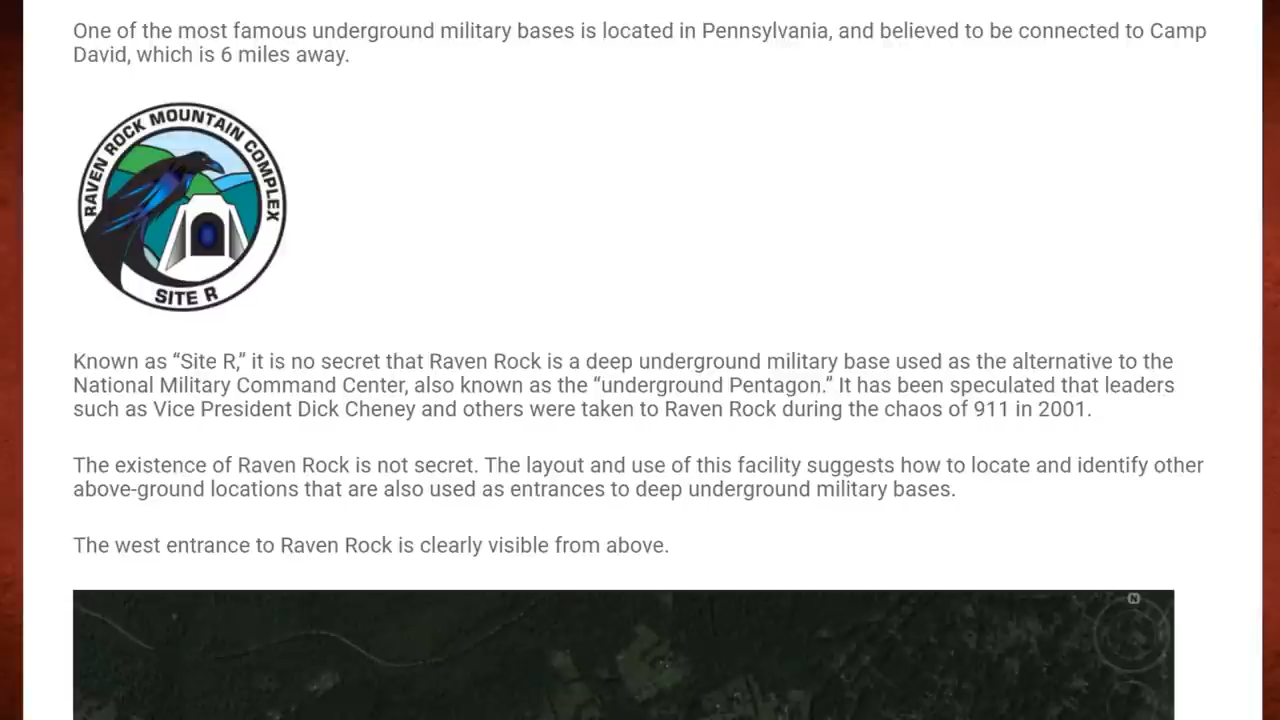 One of the most famous underground military bases is located in Pennsylvania, and believed to be connected to Camp
David, which is 6 miles away.
RAVEN ROCK MOUNTAIN COMPLEX
SITE R
Known as “Site R,” it is no secret that Raven Rock is a deep underground military base used as the alternative to the
National Military Command Center, also known as the “underground Pentagon.” It has been speculated that leaders
such as Vice President Dick Cheney and others were taken to Raven Rock during the chaos of 911 in 2001.
The existence of Raven Rock is not secret. The layout and use of this facility suggests how to locate and identify other
above-ground locations that are also used as entrances to deep underground military bases.
The west entrance to Raven Rock is clearly visible from above.
N